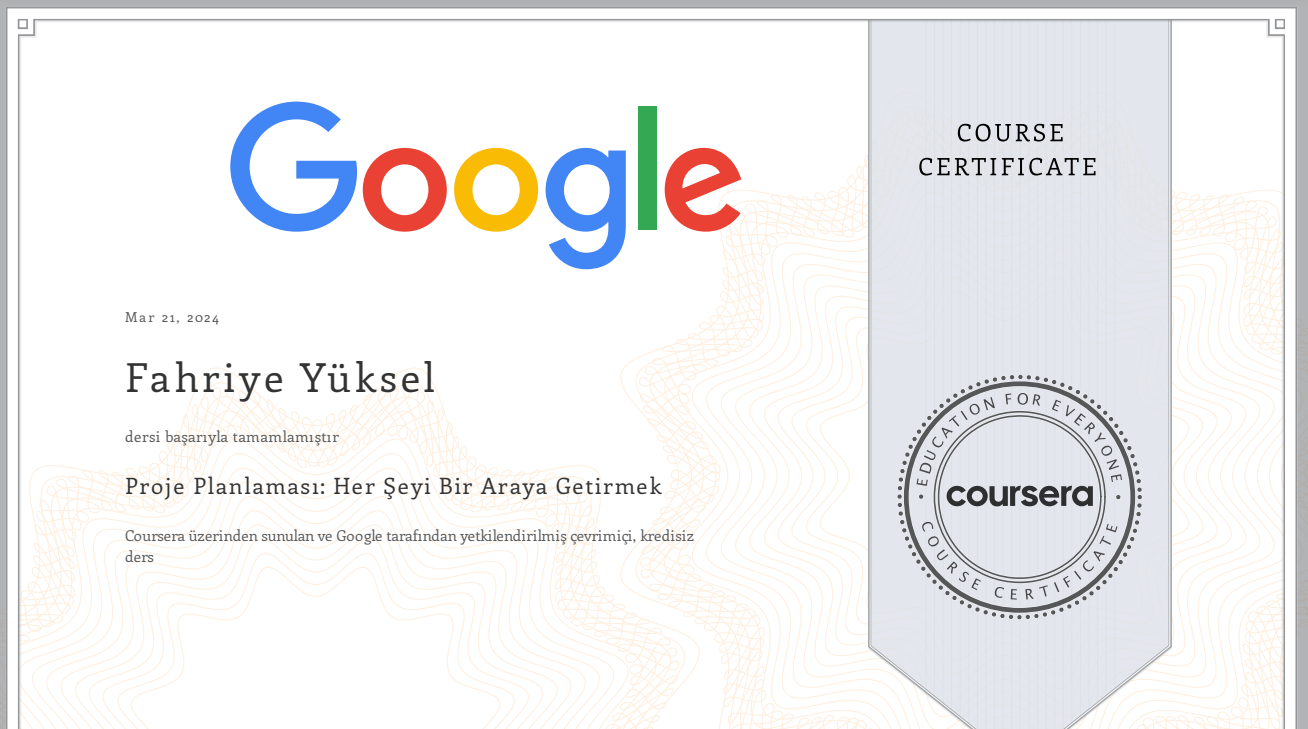 Google
COURSE
CERTIFICATE
Mar 21, 2024
Fahriye Yüksel
dersi başarıyla tamamlamıştır
Proje Planlaması: Her Şeyi Bir Araya Getirmek
Coursera üzerinden sunulan ve Google tarafından yetkilendirilmiş çevrimiçi, kredisiz
ders
EDUCATION FOR EVERYONE
coursera
COURSE CERTIFICATE